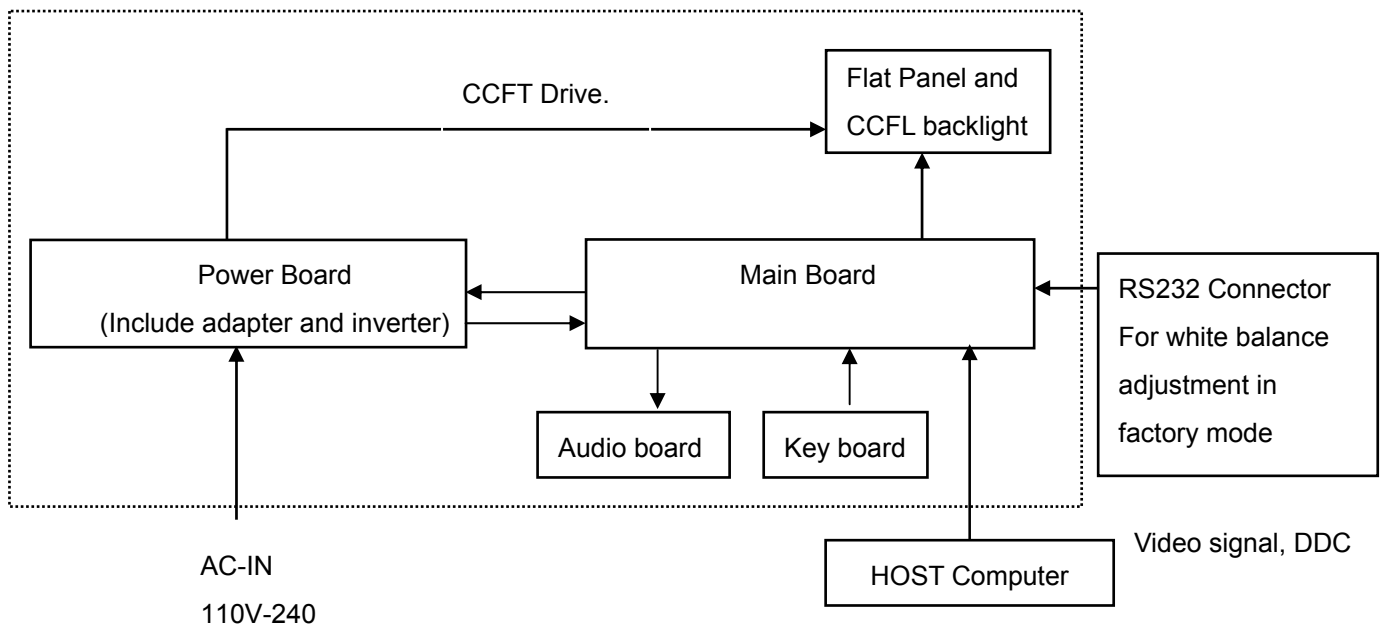 CCFT Drive.
Flat Panel and
CCFL backlight
Power Board
(Include adapter and inverter)
Main Board
RS232 Connector
For white balance
adjustment in
factory mode
Audio board
Key board
Video signal, DDC
AC-IN
110V-240
HOST Computer